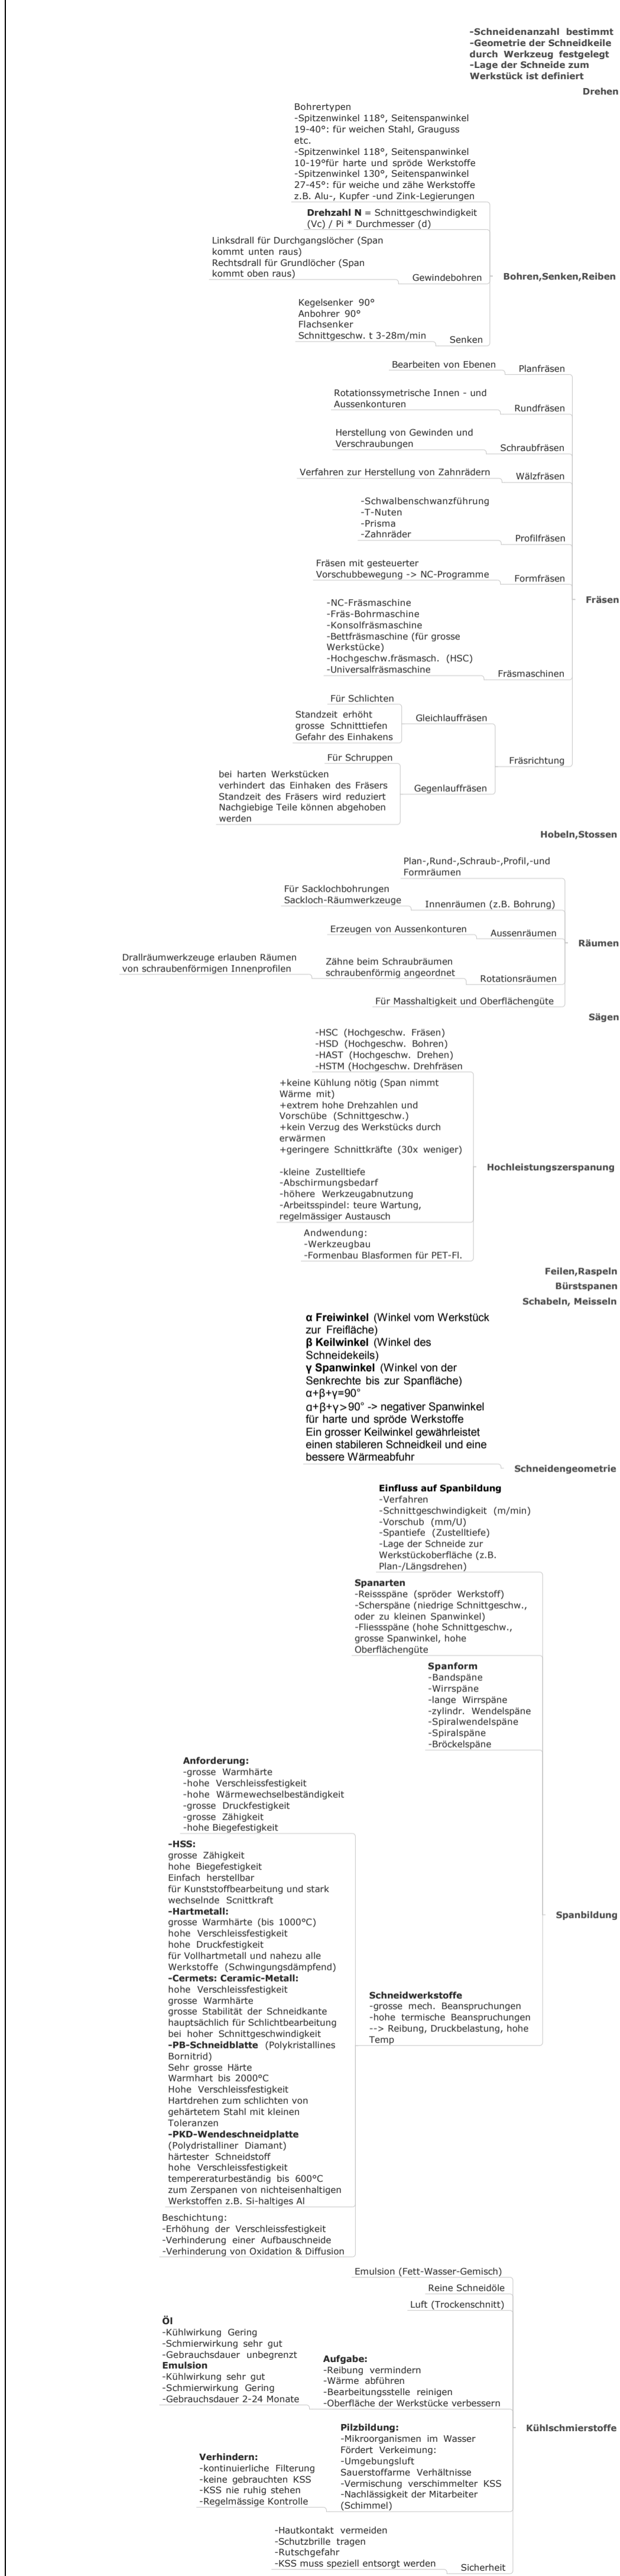 -Schneidenanzahl bestimmt
-Geometrie der Schneidkeile
durch Werkzeug festgelegt
-Lage der Schneide zum
Werkstück ist definiert
Drehen
Bohrertypen
-Spitzenwinkel 118°, Seitenspanwinkel
19-40°: für weichen Stahl, Grauguss
etc.
-Spitzenwinkel 118°, Seitenspanwinkel
10-19°für harte und spröde Werkstoffe
-Spitzenwinkel 130°, Seitenspanwinkel
27-45°: für weiche und zähe Werkstoffe
z.B. Alu-, Kupfer -und Zink-Legierungen
Drehzahl N = Schnittgeschwindigkeit
(Vc) / Pi * Durchmesser (d)
Linksdrall für Durchgangslöcher (Span
kommt unten raus)
Rechtsdrall für Grundlöcher (Span
kommt oben raus)
Gewindebohren
Bohren,Senken,Reiben
Kegelsenker 90°
Anbohrer 90°
Flachsenker
Schnittgeschw. t 3-28m/min
Senken
Bearbeiten von Ebenen
Planfräsen
Rotationssymetrische Innen - und
Aussenkonturen
Rundfräsen
Herstellung von Gewinden und
Verschraubungen
Schraubfräsen
Verfahren zur Herstellung von Zahnrädern
Wälzfräsen
-Schwalbenschwanzführung
-T-Nuten
-Prisma
-Zahnräder
Profilfräsen
Fräsen mit gesteuerter
Vorschubbewegung -> NC-Programme
Formfräsen
Fräsen
-NC-Fräsmaschine
-Fräs-Bohrmaschine
-Konsolfräsmaschine
-Bettfräsmaschine (für grosse
Werkstücke)
-Hochgeschw.fräsmasch. (HSC)
-Universalfräsmaschine
Fräsmaschinen
Für Schlichten
Standzeit erhöht
grosse Schnitttiefen
Gefahr des Einhakens
Gleichlauffräsen
Fräsrichtung
Für Schruppen
bei harten Werkstücken
verhindert das Einhaken des Fräsers
Standzeit des Fräsers wird reduziert
Nachgiebige Teile können abgehoben
werden
Gegenlauffräsen
Hobeln,Stossen
Plan-,Rund-,Schraub-,Profil,-und
Formräumen
Für Sacklochbohrungen
Sackloch-Räumwerkzeuge
Innenräumen (z.B. Bohrung)
Erzeugen von Aussenkonturen
Aussenräumen
Räumen
Drallräumwerkzeuge erlauben Räumen
von schraubenförmigen Innenprofilen
Zähne beim Schraubräumen
schraubenförmig angeordnet
Rotationsräumen
Für Masshaltigkeit und Oberflächengüte
Sägen
-HSC (Hochgeschw. Fräsen)
-HSD (Hochgeschw. Bohren)
-HAST (Hochgeschw. Drehen)
-HSTM (Hochgeschw. Drehfräsen
+keine Kühlung nötig (Span nimmt
Wärme mit)
+extrem hohe Drehzahlen und
Vorschübe (Schnittgeschw.)
+kein Verzug des Werkstücks durch
erwärmen
+geringere Schnittkräfte (30x weniger)
-kleine Zustelltiefe
-Abschirmungsbedarf
-höhere Werkzeugabnutzung
-Arbeitsspindel: teure Wartung,
regelmässiger Austausch
Hochleistungszerspanung
Andwendung:
-Werkzeugbau
-Formenbau Blasformen für PET-Fl.
Feilen,Raspeln
Bürstspanen
Schabeln, Meisseln
α Freiwinkel (Winkel vom Werkstück
zur Freifläche)
β Keilwinkel (Winkel des
Schneidekeils)
γ Spanwinkel (Winkel von der
Senkrechte bis zur Spanfläche)
α+β+γ=90°
α+β+γ>90° -> negativer Spanwinkel
für harte und spröde Werkstoffe
Ein grosser Keilwinkel gewährleistet
einen stabileren Schneidkeil und eine
bessere Wärmeabfuhr
Schneidengeometrie
Einfluss auf Spanbildung
-Verfahren
-Schnittgeschwindigkeit (m/min)
-Vorschub (mm/U)
-Spantiefe (Zustelltiefe)
-Lage der Schneide zur
Werkstückoberfläche (z.B.
Plan-/Längsdrehen)
Spanarten
-Reissspäne (spröder Werkstoff)
-Scherspäne (niedrige Schnittgeschw.,
oder zu kleinen Spanwinkel)
-Fliessspäne (hohe Schnittgeschw.,
grosse Spanwinkel, hohe
Oberflächengüte
Spanform
-Bandspäne
-Wirrspäne
-lange Wirrspäne
-zylindr. Wendelspäne
-Spiralwendelspäne
-Spiralspäne
-Bröckelspäne
Anforderung:
-grosse Warmhärte
-hohe Verschleissfestigkeit
-hohe Wärmewechselbeständigkeit
-grosse Druckfestigkeit
-grosse Zähigkeit
-hohe Biegefestigkeit
-HSS:
grosse Zähigkeit
hohe Biegefestigkeit
Einfach herstellbar
für Kunststoffbearbeitung und stark
wechselnde Scnittkraft
-Hartmetall:
grosse Warmhärte (bis 1000°C)
hohe Verschleissfestigkeit
hohe Druckfestigkeit
für Vollhartmetall und nahezu alle
Werkstoffe (Schwingungsdämpfend)
-Cermets: Ceramic-Metall:
hohe Verschleissfestigkeit
grosse Warmhärte
grosse Stabilität der Schneidkante
hauptsächlich für Schlichtbearbeitung
bei hoher Schnittgeschwindigkeit
-PB-Schneidblatte (Polykristallines
Bornitrid)
Sehr grosse Härte
Warmhart bis 2000°C
Hohe Verschleissfestigkeit
Hartdrehen zum schlichten von
gehärtetem Stahl mit kleinen
Toleranzen
-PKD-Wendeschneidplatte
(Polydristalliner Diamant)
härtester Schneidstoff
hohe Verschleissfestigkeit
tempereraturbeständig bis 600°C
zum Zerspanen von nichteisenhaltigen
Werkstoffen z.B. Si-haltiges Al
Beschichtung:
-Erhöhung der Verschleissfestigkeit
-Verhinderung einer Aufbauschneide
-Verhinderung von Oxidation & Diffusion
Schneidwerkstoffe
-grosse mech. Beanspruchungen
-hohe termische Beanspruchungen
--> Reibung, Druckbelastung, hohe
Temp
Spanbildung
Emulsion (Fett-Wasser-Gemisch)
Reine Schneidöle
Luft (Trockenschnitt)
Öl
-Kühlwirkung Gering
-Schmierwirkung sehr gut
-Gebrauchsdauer unbegrenzt
Emulsion
-Kühlwirkung sehr gut
-Schmierwirkung Gering
-Gebrauchsdauer 2-24 Monate
Aufgabe:
-Reibung vermindern
-Wärme abführen
-Bearbeitungsstelle reinigen
-Oberfläche der Werkstücke verbessern
Kühlschmierstoffe
Verhindern:
-kontinuierliche Filterung
-keine gebrauchten KSS
-KSS nie ruhig stehen
-Regelmässige Kontrolle
Pilzbildung:
-Mikroorganismen im Wasser
Fördert Verkeimung:
-Umgebungsluft
Sauerstoffarme Verhältnisse
-Vermischung verschimmelter KSS
-Nachlässigkeit der Mitarbeiter
(Schimmel)
-Hautkontakt vermeiden
-Schutzbrille tragen
-Rutschgefahr
-KSS muss speziell entsorgt werden
Sicherheit